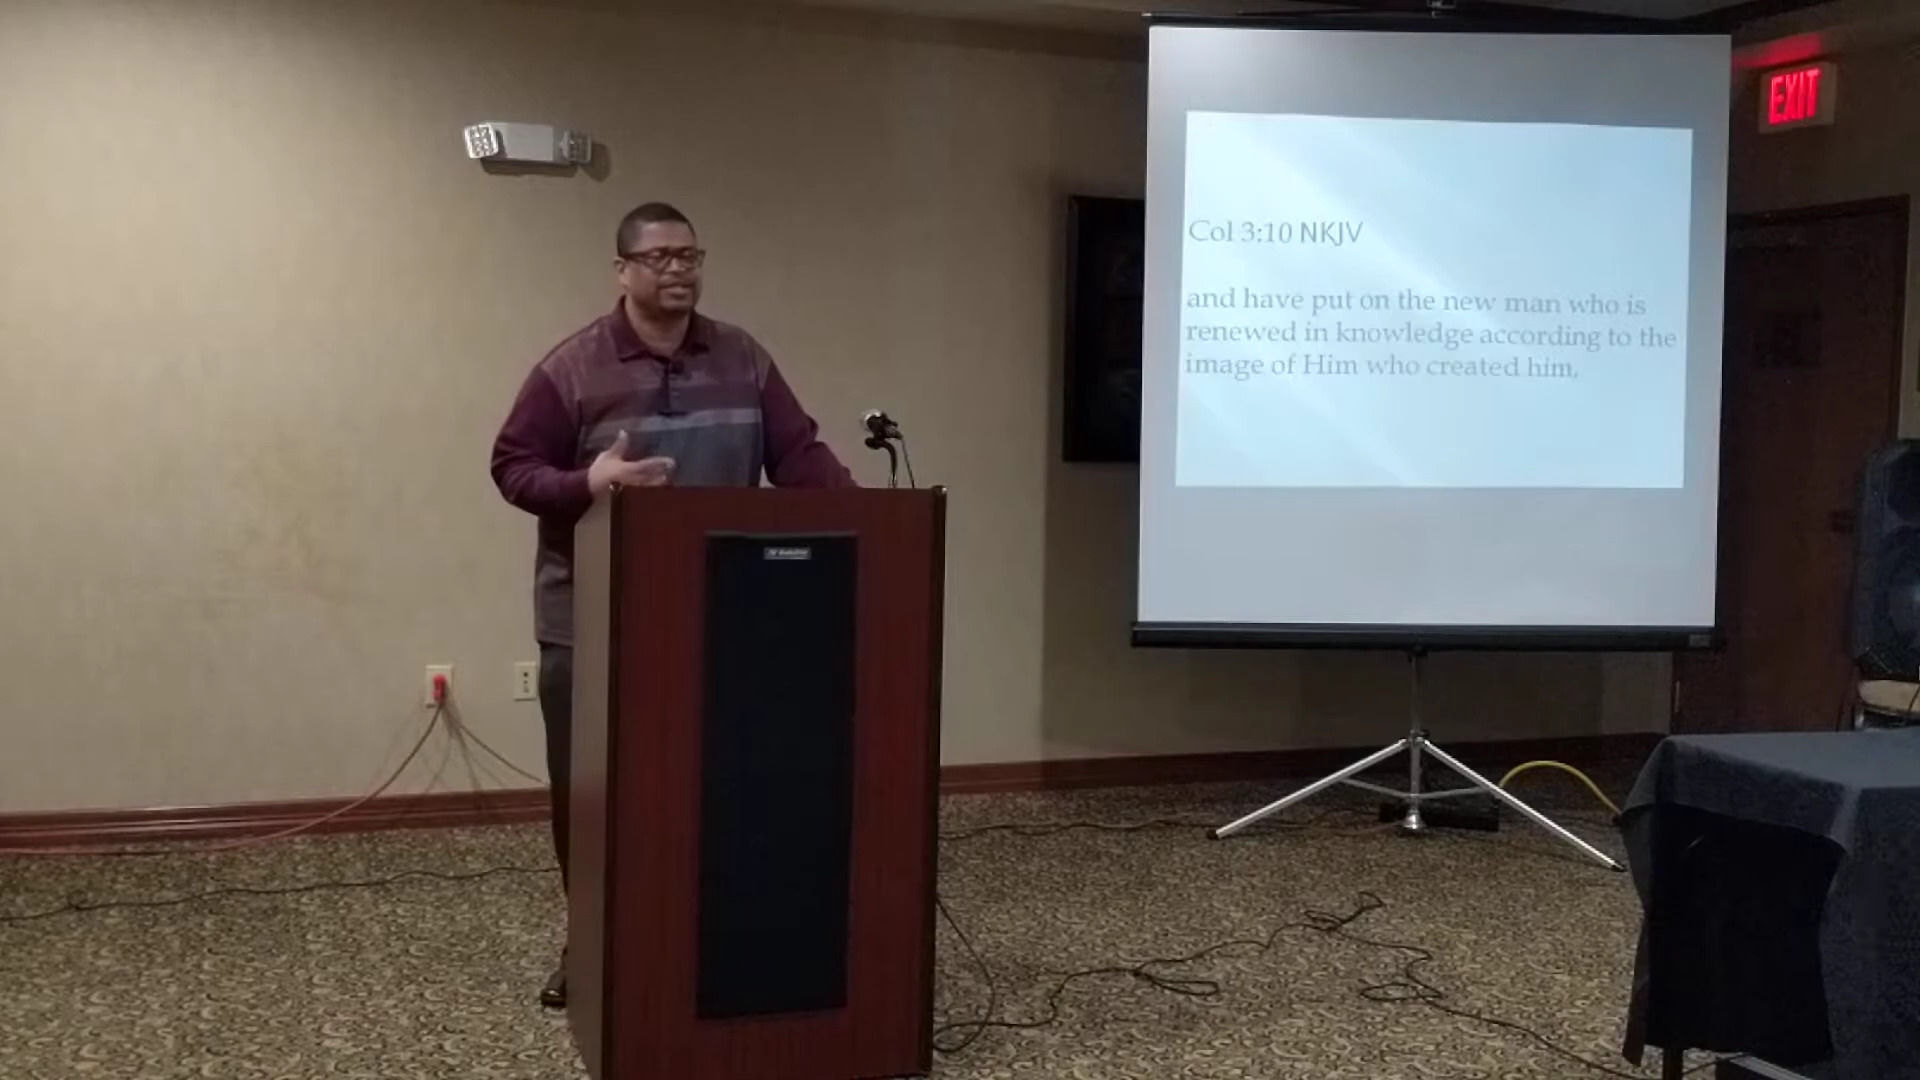 EXIT
Col 3:10 NKJV
and have put on the new man who is
renewed in knowledge according to the
image of Him who created him,